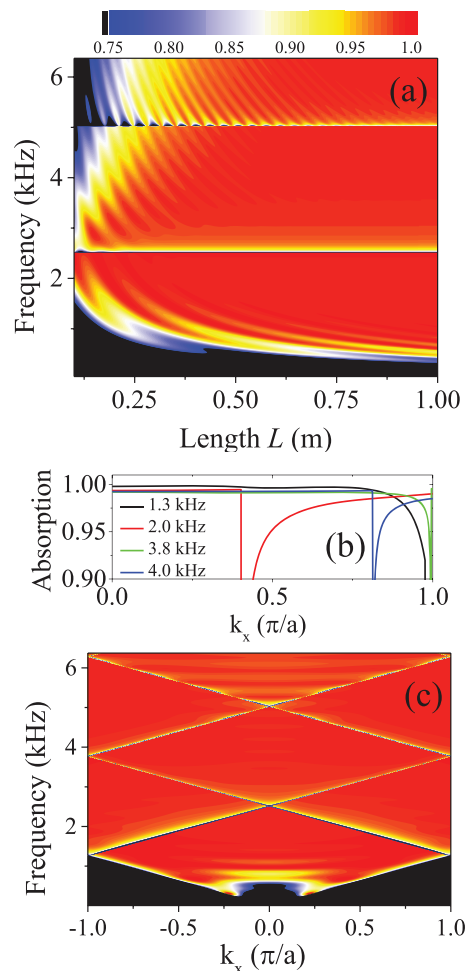 0.75 0.80 0.85 0.90 0.95 1.0
(a)
6
4
2
Frequency (kHz)
0.25 0.50 0.75 1.00
Length L (m)
1.00
0.95
0.90
Absorption
1.3 kHz
2.0 kHz
3.8 kHz
4.0 kHz
(b)
0.0 0.5 1.0
kₓ (π/a)
(c)
6
4
2
Frequency (kHz)
-1.0 -0.5 0.0 0.5 1.0
kₓ (π/a)